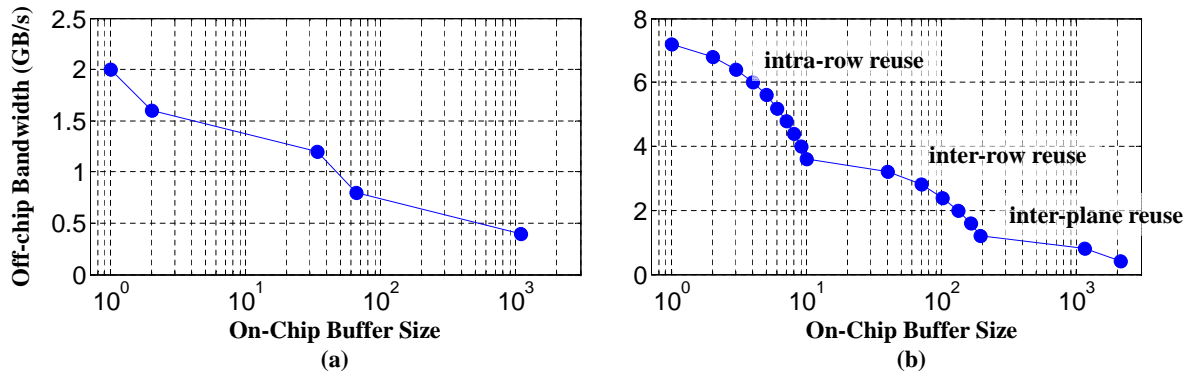 Off-chip Bandwidth (GB/s)
2.5
2
1.5
1
0.5
0
10^0
10^1
10^2
10^3
On-Chip Buffer Size
(a)
8
6
4
2
0
intra-row reuse
inter-row reuse
inter-plane reuse
10^0
10^1
10^2
10^3
On-Chip Buffer Size
(b)